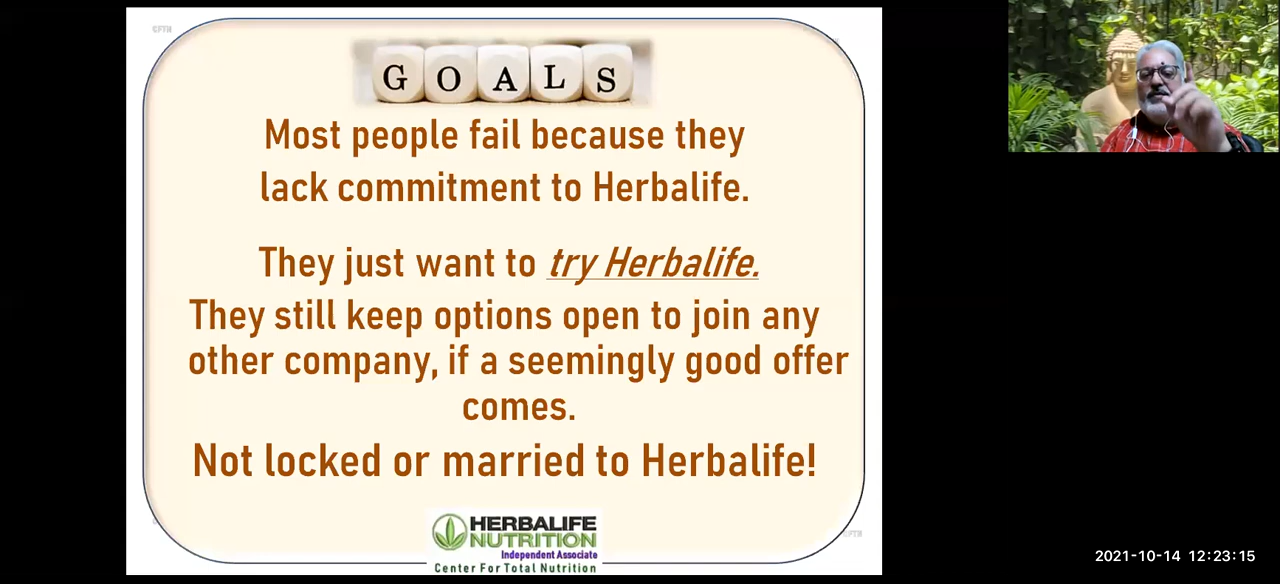 GFTN
GOALS
Most people fail because they
lack commitment to Herbalife.
They just want to try Herbalife.
They still keep options open to join any
other company, if a seemingly good offer
comes.
Not locked or married to Herbalife!
HERBALIFE
NUTRITION
Independent Associate
Center For Total Nutrition
GFTN
2021-10-14 12:23:15